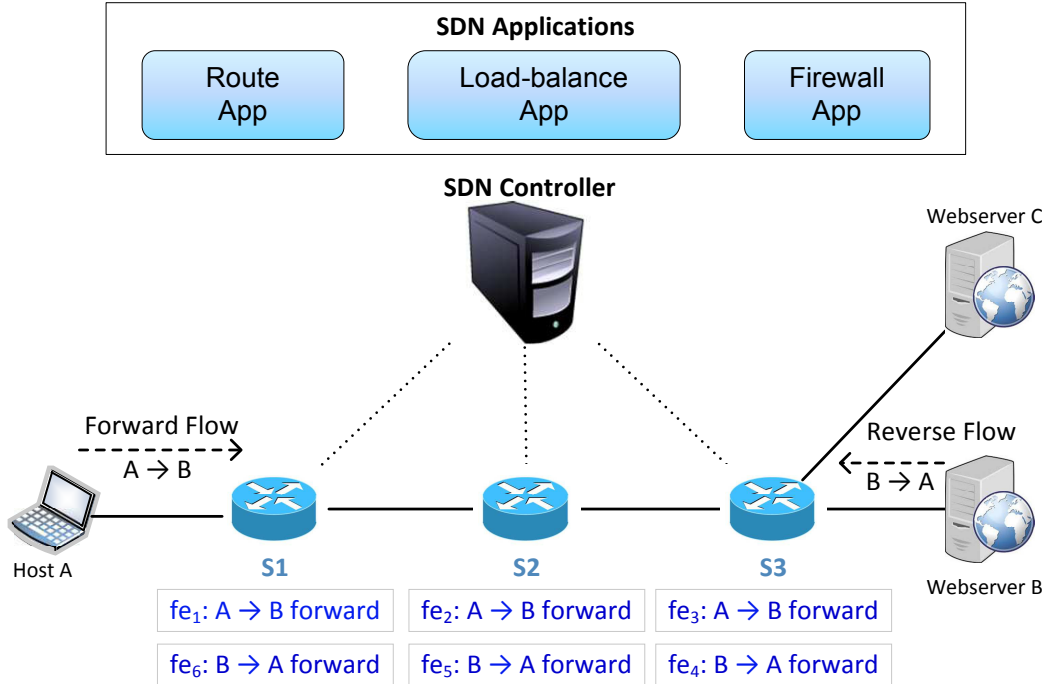 SDN Applications
Route
App
Load-balance
App
Firewall
App
SDN Controller
Webserver C
Forward Flow
A → B
Reverse Flow
B → A
Host A
S1
S2
S3
Webserver B
fe₁: A → B forward
fe₂: A → B forward
fe₃: A → B forward
fe₆: B → A forward
fe₅: B → A forward
fe₄: B → A forward